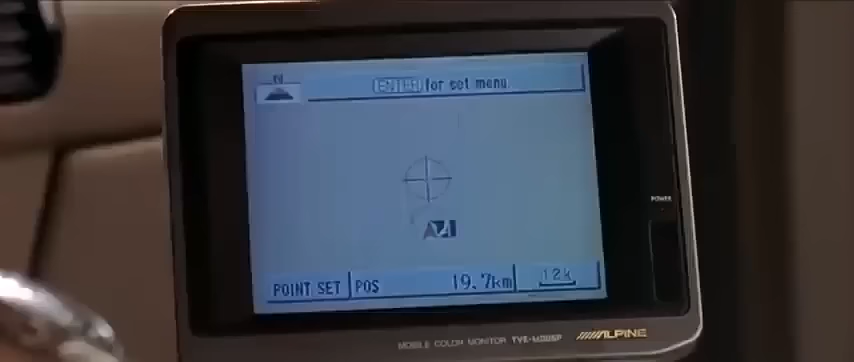 N
ENTER for set menu.
POWER
POINT SET POS 19.7km 12k
MOBILE COLOR MONITOR
ALPINE